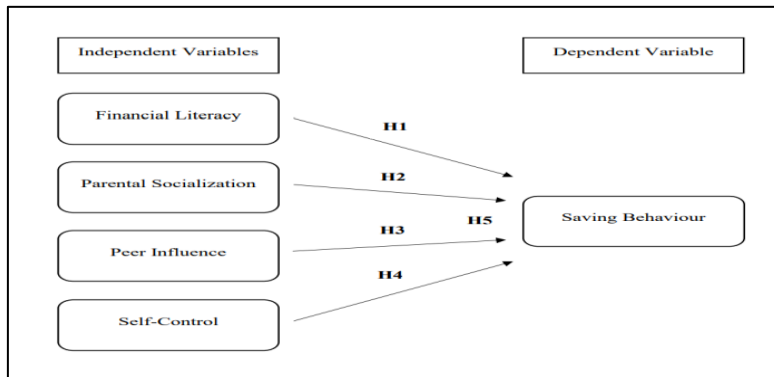 Independent Variables
Dependent Variable
Financial Literacy
H1
Parental Socialization
H2
H5
Saving Behaviour
Peer Influence
H3
H4
Self-Control